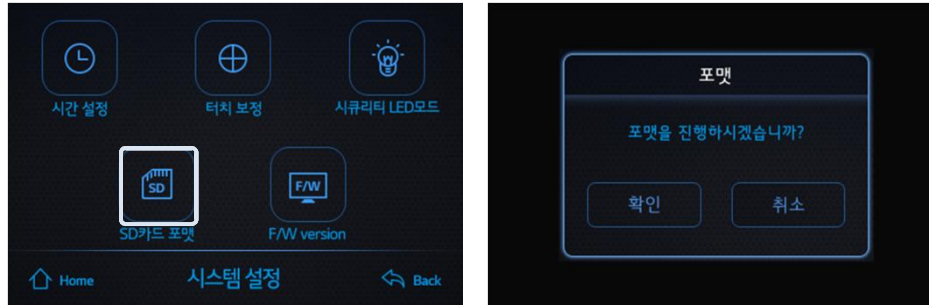 시간 설정
터치 보정
시큐리티 LED모드
SD
SD카드 포맷
F/W
F/W version
Home
시스템 설정
Back
포맷
포맷을 진행하시겠습니까?
확인
취소